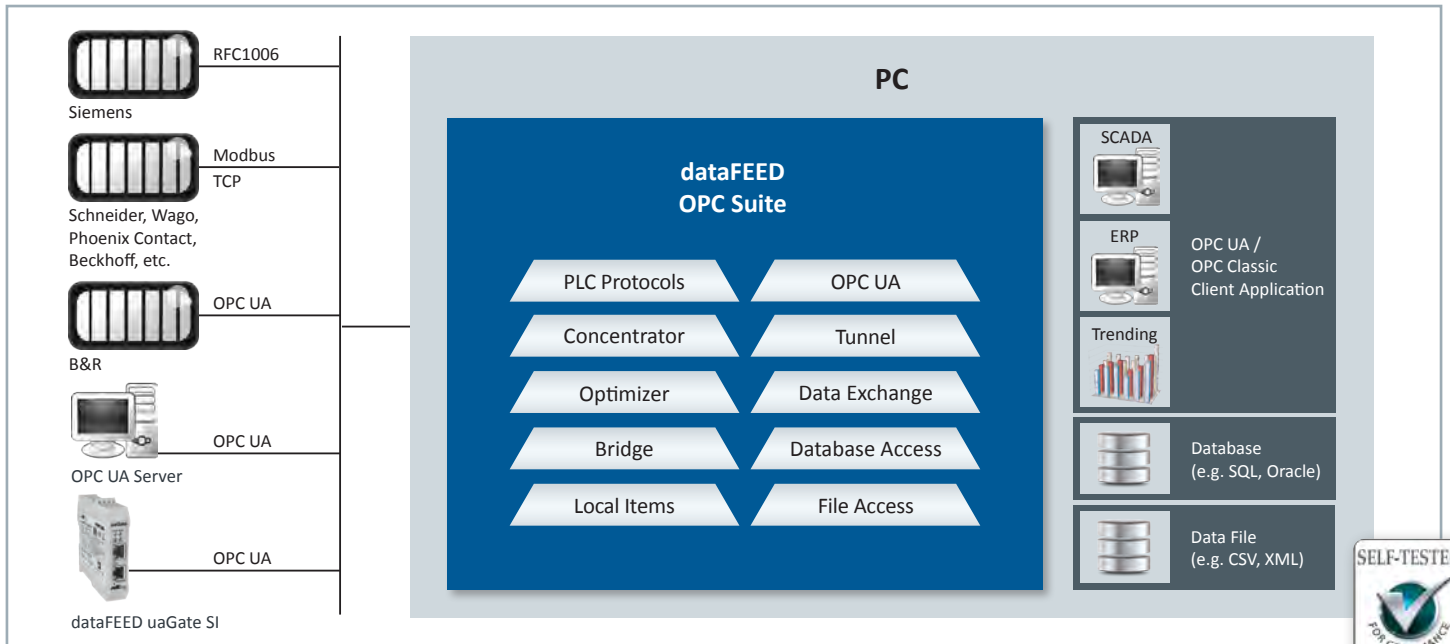 RFC1006
Siemens
Modbus
TCP
Schneider, Wago,
Phoenix Contact,
Beckhoff, etc.
OPC UA
B&R
OPC UA
OPC UA Server
OPC UA
dataFEED uaGate SI
PC
dataFEED
OPC Suite
PLC Protocols
OPC UA
Concentrator
Tunnel
Optimizer
Data Exchange
Bridge
Database Access
Local Items
File Access
SCADA
ERP
Trending
OPC UA /
OPC Classic
Client Application
Database
(e.g. SQL, Oracle)
Data File
(e.g. CSV, XML)
SELF-TESTE